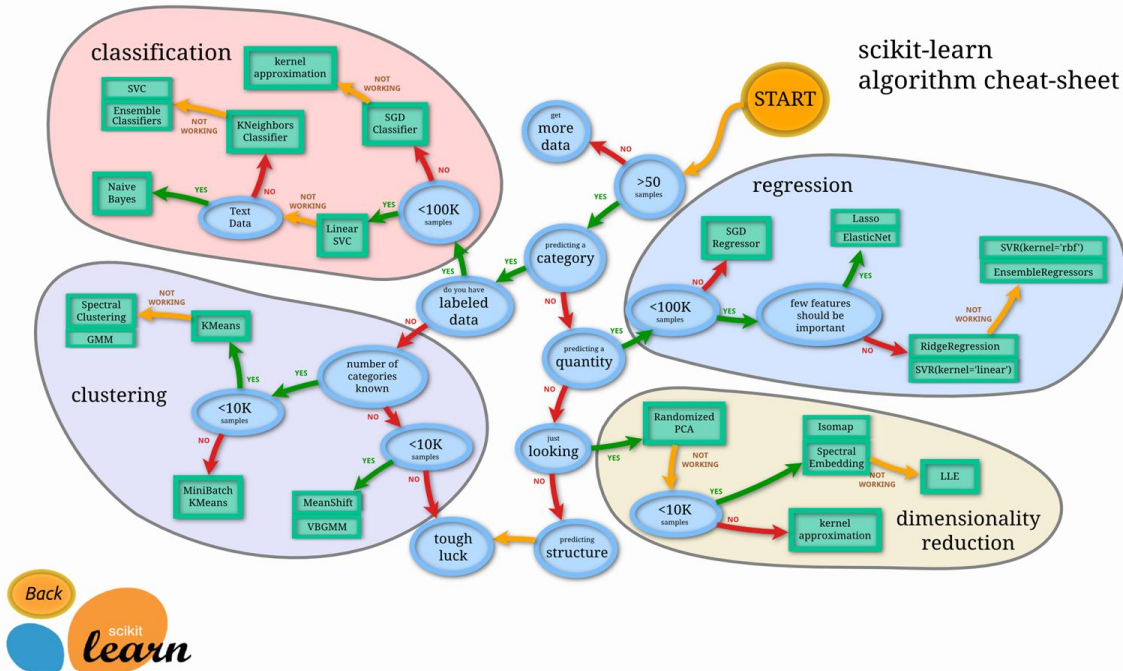 scikit-learn
algorithm cheat-sheet
START
>50
samples
NO
get
more
data
YES
predicting a
category
YES
do you have
labeled
data
YES
classification
<100K
samples
NO
SGD
Classifier
NOT
WORKING
kernel
approximation
YES
Linear
SVC
NOT
WORKING
Text
Data
YES
Naive
Bayes
NO
KNeighbors
Classifier
NOT
WORKING
SVC
Ensemble
Classifiers
NO
number of
categories
known
clustering
YES
<10K
samples
YES
KMeans
NOT
WORKING
Spectral
Clustering
GMM
NO
MiniBatch
KMeans
NO
<10K
samples
YES
MeanShift
VBGMM
NO
tough
luck
NO
predicting a
quantity
YES
regression
<100K
samples
NO
SGD
Regressor
YES
few features
should be
important
YES
Lasso
ElasticNet
NO
RidgeRegression
SVR(kernel='linear')
NOT
WORKING
SVR(kernel='rbf')
EnsembleRegressors
NO
just
looking
YES
Randomized
PCA
NOT
WORKING
<10K
samples
YES
Isomap
Spectral
Embedding
NOT
WORKING
LLE
NO
kernel
approximation
dimensionality
reduction
NO
predicting
structure
Back
scikit
learn